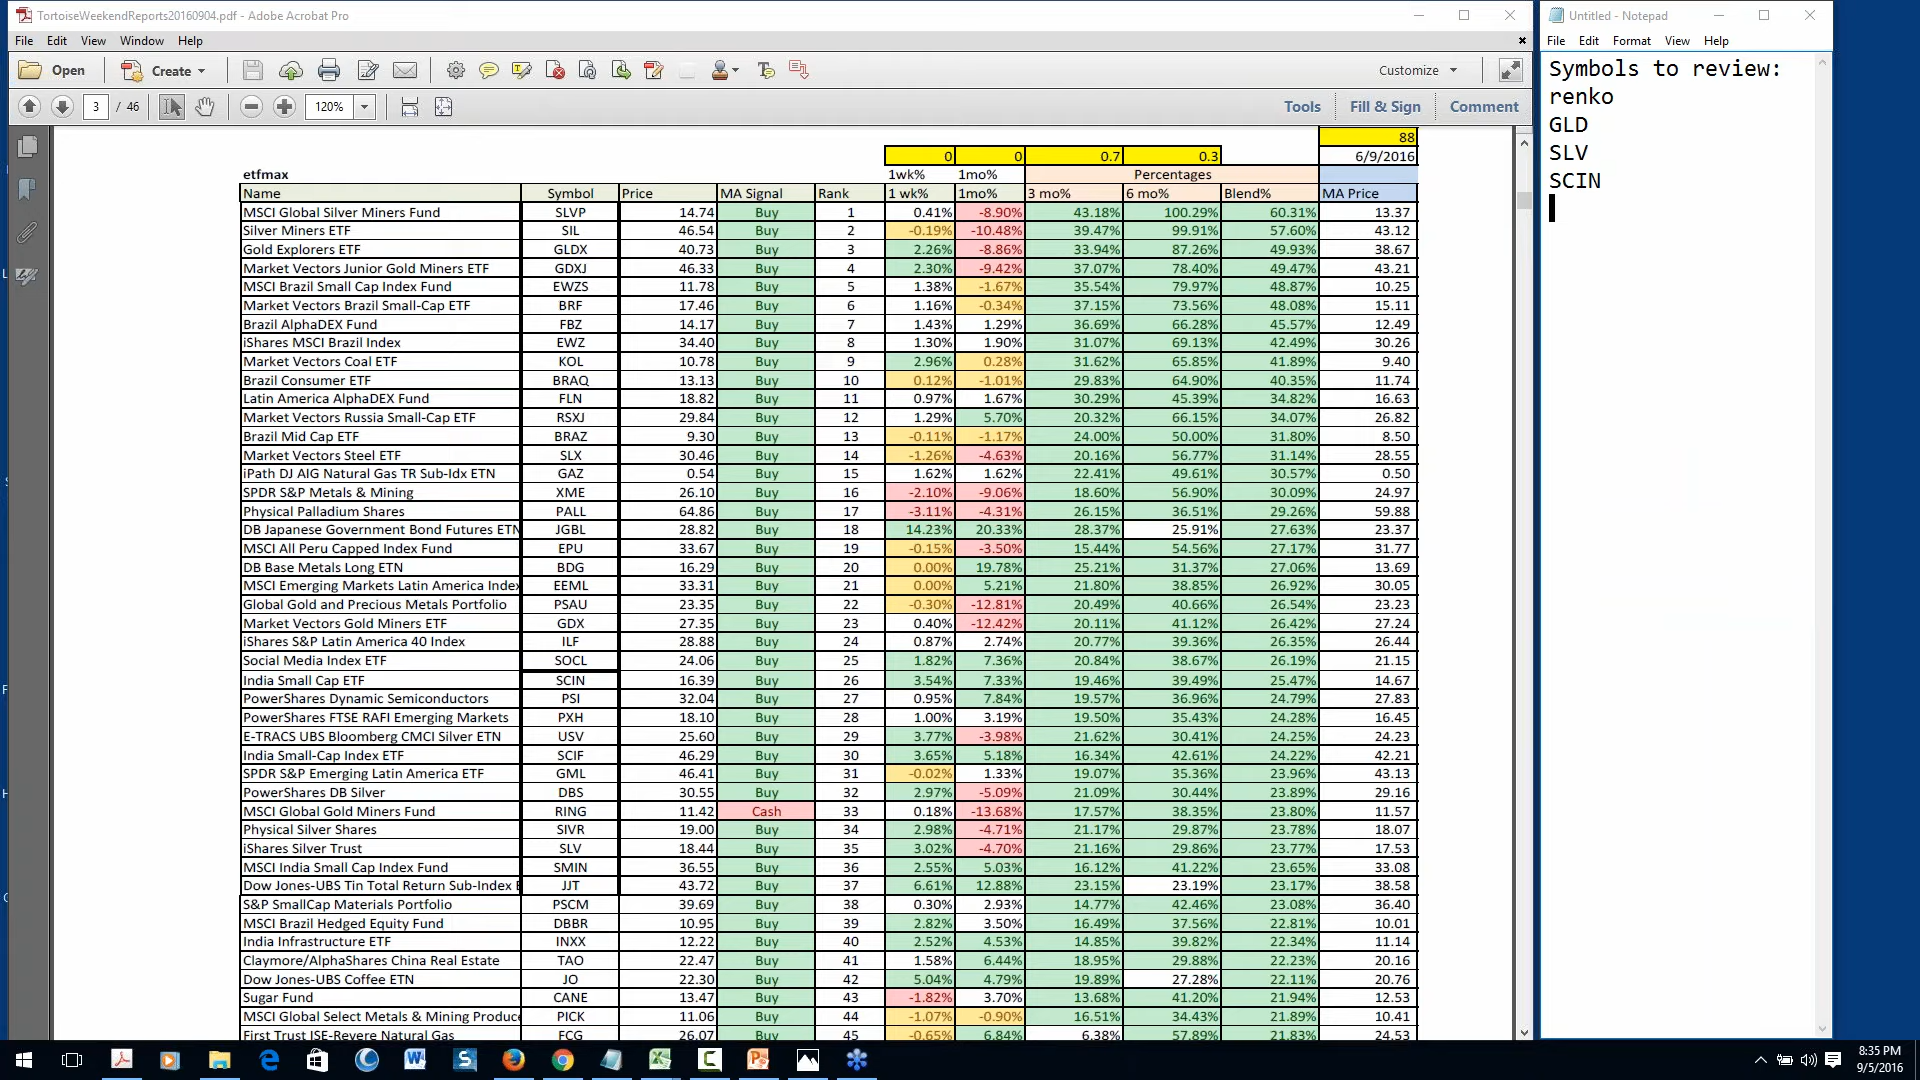 TortoiseWeekendReports20160904.pdf - Adobe Acrobat Pro
File Edit View Window Help
Open Create Customize
3 / 46 120% Tools Fill & Sign Comment
88
0 0 0.7 0.3 6/9/2016
etfmax 1wk% 1mo% Percentages
Name Symbol Price MA Signal Rank 1 wk% 1mo% 3 mo% 6 mo% Blend% MA Price
MSCI Global Silver Miners Fund SLVP 14.74 Buy 1 0.41% -8.90% 43.18% 100.29% 60.31% 13.37
Silver Miners ETF SIL 46.54 Buy 2 -0.19% -10.48% 39.47% 99.91% 57.60% 43.12
Gold Explorers ETF GLDX 40.73 Buy 3 2.26% -8.86% 33.94% 87.26% 49.93% 38.67
Market Vectors Junior Gold Miners ETF GDXJ 46.33 Buy 4 2.30% -9.42% 37.07% 78.40% 49.47% 43.21
MSCI Brazil Small Cap Index Fund EWZS 11.78 Buy 5 1.38% -1.67% 35.54% 79.97% 48.87% 10.25
Market Vectors Brazil Small-Cap ETF BRF 17.46 Buy 6 1.16% -0.34% 37.15% 73.56% 48.08% 15.11
Brazil AlphaDEX Fund FBZ 14.17 Buy 7 1.43% 1.29% 36.69% 66.28% 45.57% 12.49
iShares MSCI Brazil Index EWZ 34.40 Buy 8 1.30% 1.90% 31.07% 69.13% 42.49% 30.26
Market Vectors Coal ETF KOL 10.78 Buy 9 2.96% 0.28% 31.62% 65.85% 41.89% 9.40
Brazil Consumer ETF BRAQ 13.13 Buy 10 0.12% -1.01% 29.83% 64.90% 40.35% 11.74
Latin America AlphaDEX Fund FLN 18.82 Buy 11 0.97% 1.67% 30.29% 45.39% 34.82% 16.63
Market Vectors Russia Small-Cap ETF RSXJ 29.84 Buy 12 1.29% 5.70% 20.32% 66.15% 34.07% 26.82
Brazil Mid Cap ETF BRAZ 9.30 Buy 13 -0.11% -1.17% 24.00% 50.00% 31.80% 8.50
Market Vectors Steel ETF SLX 30.46 Buy 14 -1.26% -4.63% 20.16% 56.77% 31.14% 28.55
iPath DJ AIG Natural Gas TR Sub-Idx ETN GAZ 0.54 Buy 15 1.62% 1.62% 22.41% 49.61% 30.57% 0.50
SPDR S&P Metals & Mining XME 26.10 Buy 16 -2.10% -9.06% 18.60% 56.90% 30.09% 24.97
Physical Palladium Shares PALL 64.86 Buy 17 -3.11% -4.31% 26.15% 36.51% 29.26% 59.88
DB Japanese Government Bond Futures ETN JGBL 28.82 Buy 18 14.23% 20.33% 28.37% 25.91% 27.63% 23.37
MSCI All Peru Capped Index Fund EPU 33.67 Buy 19 -0.15% -3.50% 15.44% 54.56% 27.17% 31.77
DB Base Metals Long ETN BDG 16.29 Buy 20 0.00% 19.78% 25.21% 31.37% 27.06% 13.69
MSCI Emerging Markets Latin America Index EEML 33.31 Buy 21 0.00% 5.21% 21.80% 38.85% 26.92% 30.05
Global Gold and Precious Metals Portfolio PSAU 23.35 Buy 22 -0.30% -12.81% 20.49% 40.66% 26.54% 23.23
Market Vectors Gold Miners ETF GDX 27.35 Buy 23 0.40% -12.42% 20.11% 41.12% 26.42% 27.24
iShares S&P Latin America 40 Index ILF 28.88 Buy 24 0.87% 2.74% 20.77% 39.36% 26.35% 26.44
Social Media Index ETF SOCL 24.06 Buy 25 1.82% 7.36% 20.84% 38.67% 26.19% 21.15
India Small Cap ETF SCIN 16.39 Buy 26 3.54% 7.33% 19.46% 39.49% 25.47% 14.67
PowerShares Dynamic Semiconductors PSI 32.04 Buy 27 0.95% 7.84% 19.57% 36.96% 24.79% 27.83
PowerShares FTSE RAFI Emerging Markets PXH 18.10 Buy 28 1.00% 3.19% 19.50% 35.43% 24.28% 16.45
E-TRACS UBS Bloomberg CMCI Silver ETN USV 25.60 Buy 29 3.77% -3.98% 21.62% 30.41% 24.25% 24.23
India Small-Cap Index ETF SCIF 46.29 Buy 30 3.65% 5.18% 16.34% 42.61% 24.22% 42.21
SPDR S&P Emerging Latin America ETF GML 46.41 Buy 31 -0.02% 1.33% 19.07% 35.36% 23.96% 43.13
PowerShares DB Silver DBS 30.55 Buy 32 2.97% -5.09% 21.09% 30.44% 23.89% 29.16
MSCI Global Gold Miners Fund RING 11.42 Cash 33 0.18% -13.68% 17.57% 38.35% 23.80% 11.57
Physical Silver Shares SIVR 19.00 Buy 34 2.98% -4.71% 21.17% 29.87% 23.78% 18.07
iShares Silver Trust SLV 18.44 Buy 35 3.02% -4.70% 21.16% 29.86% 23.77% 17.53
MSCI India Small Cap Index Fund SMIN 36.55 Buy 36 2.55% 5.03% 16.12% 41.22% 23.65% 33.08
Dow Jones-UBS Tin Total Return Sub-Index E JJT 43.72 Buy 37 6.61% 12.88% 23.15% 23.19% 23.17% 38.58
S&P SmallCap Materials Portfolio PSCM 39.69 Buy 38 0.30% 2.93% 14.77% 42.46% 23.08% 36.40
MSCI Brazil Hedged Equity Fund DBBR 10.95 Buy 39 2.82% 3.50% 16.49% 37.56% 22.81% 10.01
India Infrastructure ETF INXX 12.22 Buy 40 2.52% 4.53% 14.85% 39.82% 22.34% 11.14
Claymore/AlphaShares China Real Estate TAO 22.47 Buy 41 1.58% 6.44% 18.95% 29.88% 22.23% 20.16
Dow Jones-UBS Coffee ETN JO 22.30 Buy 42 5.04% 4.79% 19.89% 27.28% 22.11% 20.76
Sugar Fund CANE 13.47 Buy 43 -1.82% 3.70% 13.68% 41.20% 21.94% 12.53
MSCI Global Select Metals & Mining Produce PICK 11.06 Buy 44 -1.07% -0.90% 16.51% 34.43% 21.89% 10.41
First Trust ISE-Revere Natural Gas FCG 26.07 Buy 45 -0.65% 6.84% 6.38% 57.89% 21.83% 24.53
Untitled - Notepad
File Edit Format View Help
Symbols to review:
renko
GLD
SLV
SCIN
8:35 PM
9/5/2016